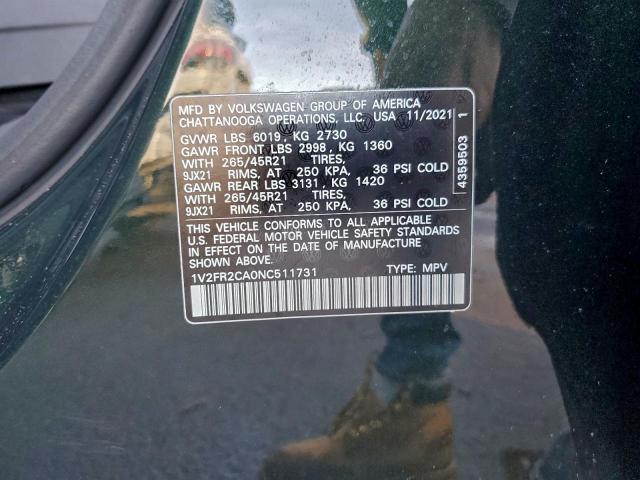 MFD BY VOLKSWAGEN GROUP OF AMERICA
CHATTANOOGA OPERATIONS, LLC. USA 11/2021
GVWR LBS 6019, KG 2730
GAWR FRONT LBS 2998, KG 1360
WITH 265/45R21 TIRES,
9JX21 RIMS, AT 250 KPA, 36 PSI COLD
GAWR REAR LBS 3131, KG 1420
WITH 265/45R21 TIRES,
9JX21 RIMS, AT 250 KPA, 36 PSI COLD
THIS VEHICLE CONFORMS TO ALL APPLICABLE
U.S. FEDERAL MOTOR VEHICLE SAFETY STANDARDS
IN EFFECT ON THE DATE OF MANUFACTURE
SHOWN ABOVE.
1V2FR2CA0NC511731 TYPE: MPV
4359503 1